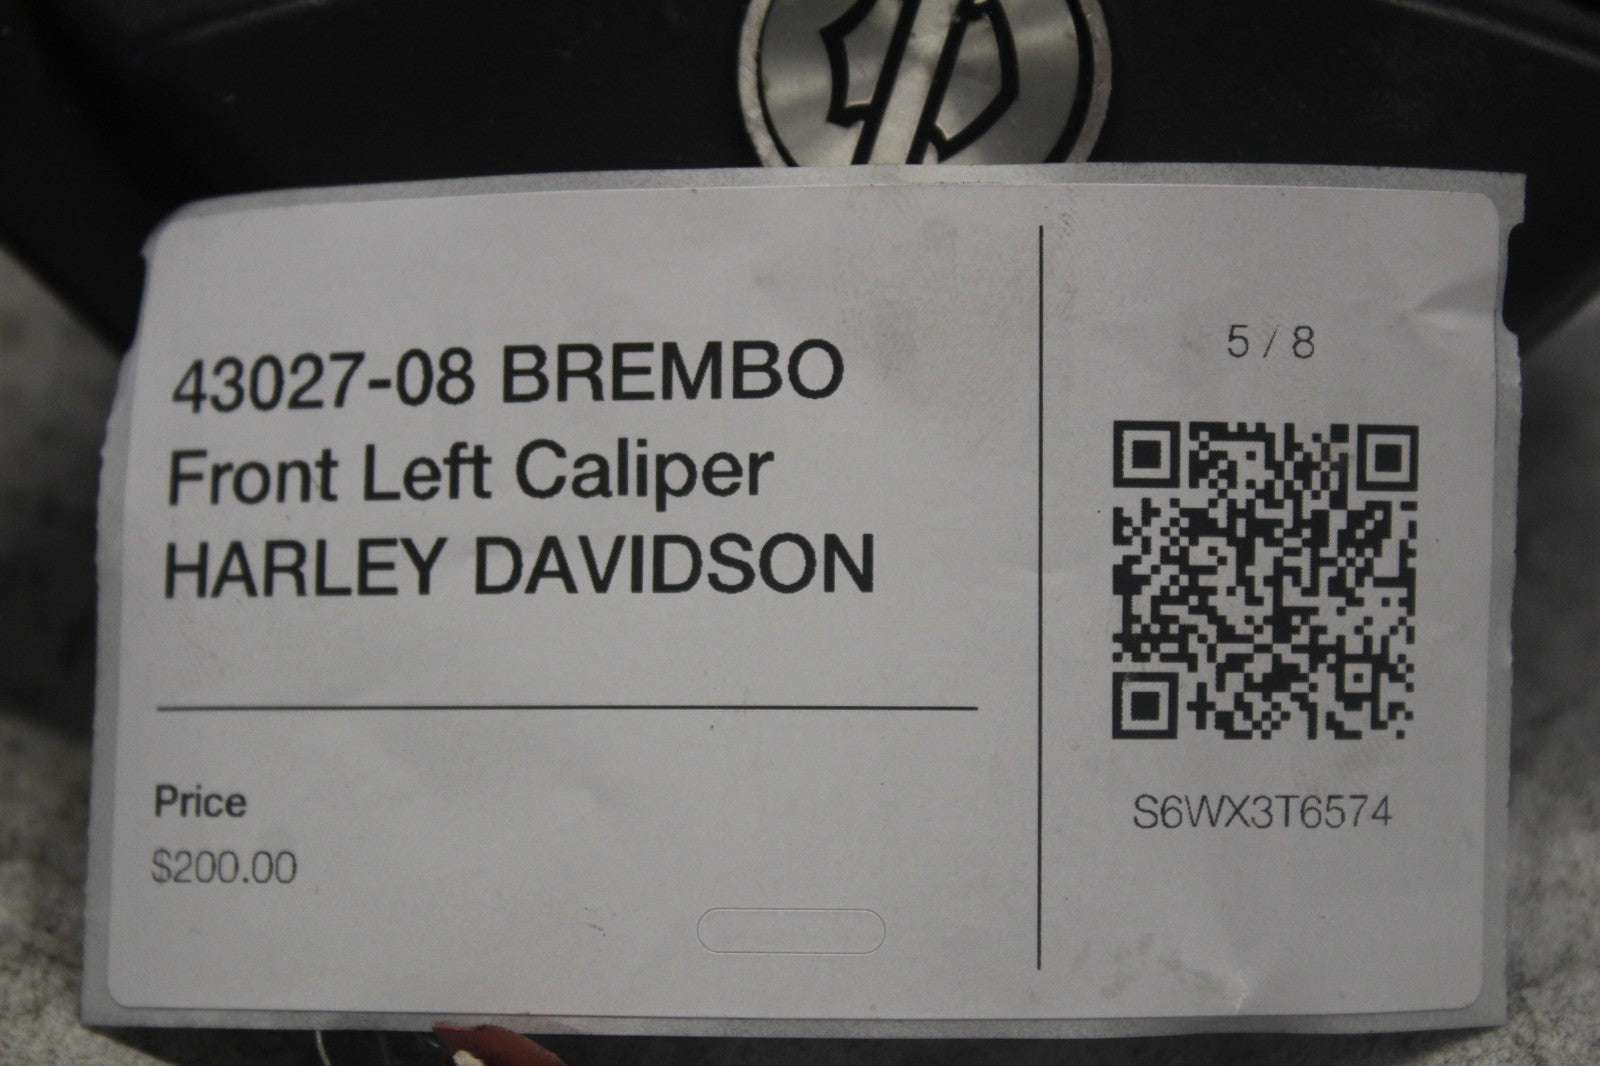 43027-08 BREMBO
Front Left Caliper
HARLEY DAVIDSON
Price
$200.00
5 / 8
S6WX3T6574